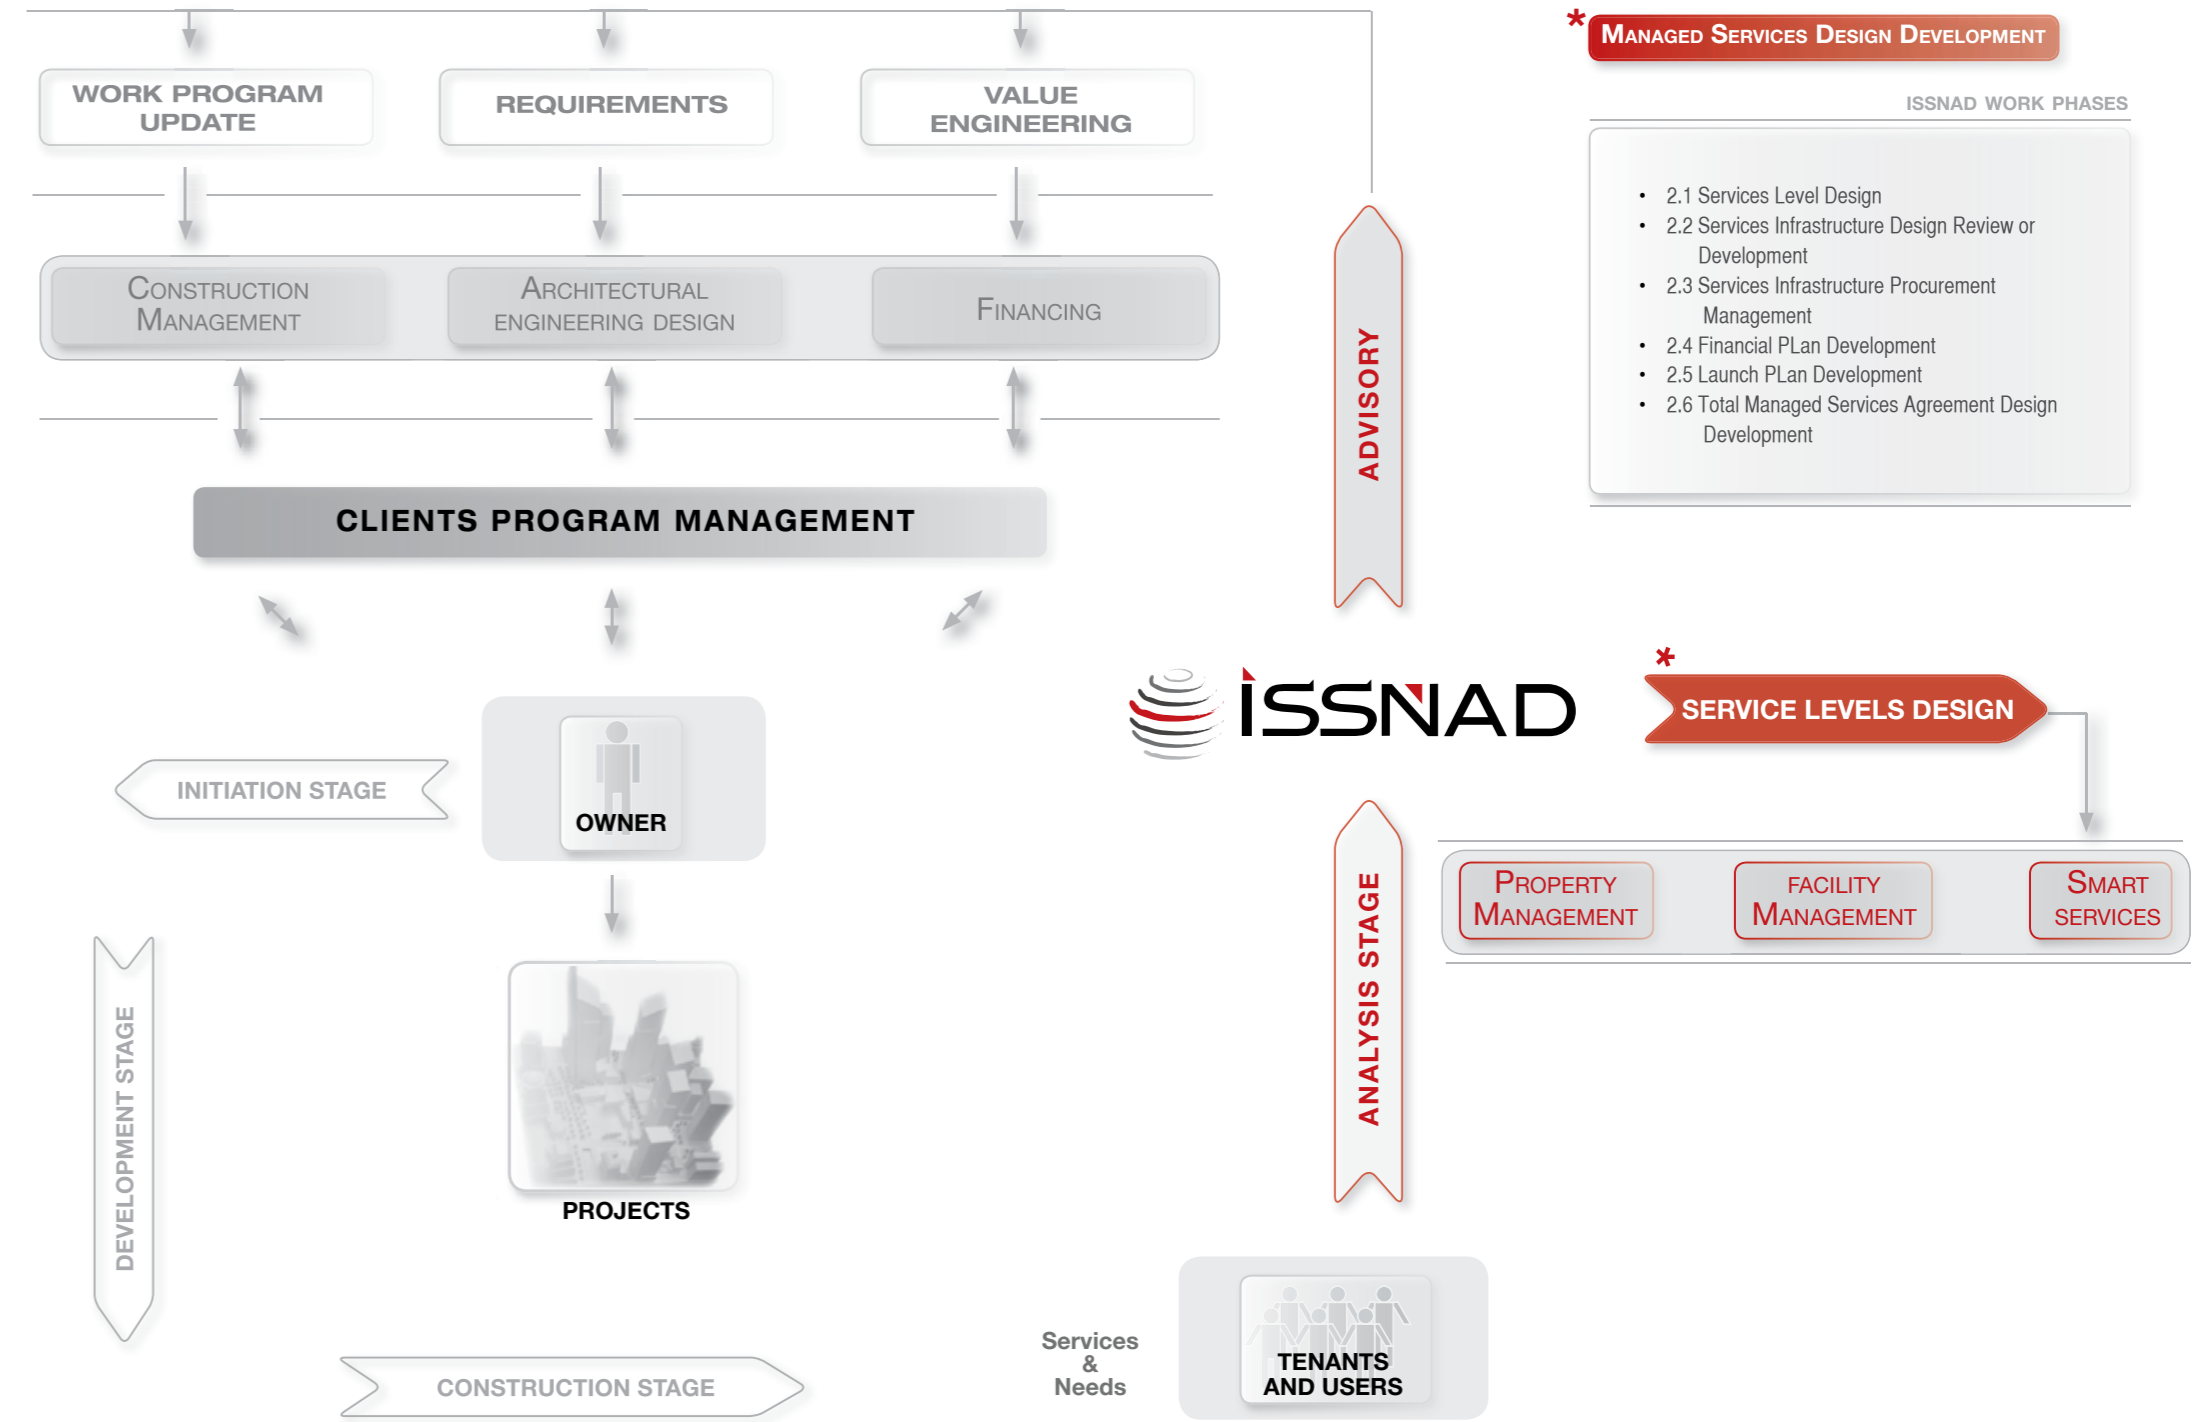 * MANAGED SERVICES DESIGN DEVELOPMENT
ISSNAD WORK PHASES
• 2.1 Services Level Design
• 2.2 Services Infrastructure Design Review or
Development
• 2.3 Services Infrastructure Procurement
Management
• 2.4 Financial PLan Development
• 2.5 Launch PLan Development
• 2.6 Total Managed Services Agreement Design
Development
WORK PROGRAM
UPDATE
REQUIREMENTS
VALUE
ENGINEERING
CONSTRUCTION
MANAGEMENT
ARCHITECTURAL
ENGINEERING DESIGN
FINANCING
CLIENTS PROGRAM MANAGEMENT
ADVISORY
ISSNAD
*
SERVICE LEVELS DESIGN
INITIATION STAGE
OWNER
PROPERTY
MANAGEMENT
FACILITY
MANAGEMENT
SMART
SERVICES
ANALYSIS STAGE
DEVELOPMENT STAGE
PROJECTS
CONSTRUCTION STAGE
Services
&
Needs
TENANTS
AND USERS